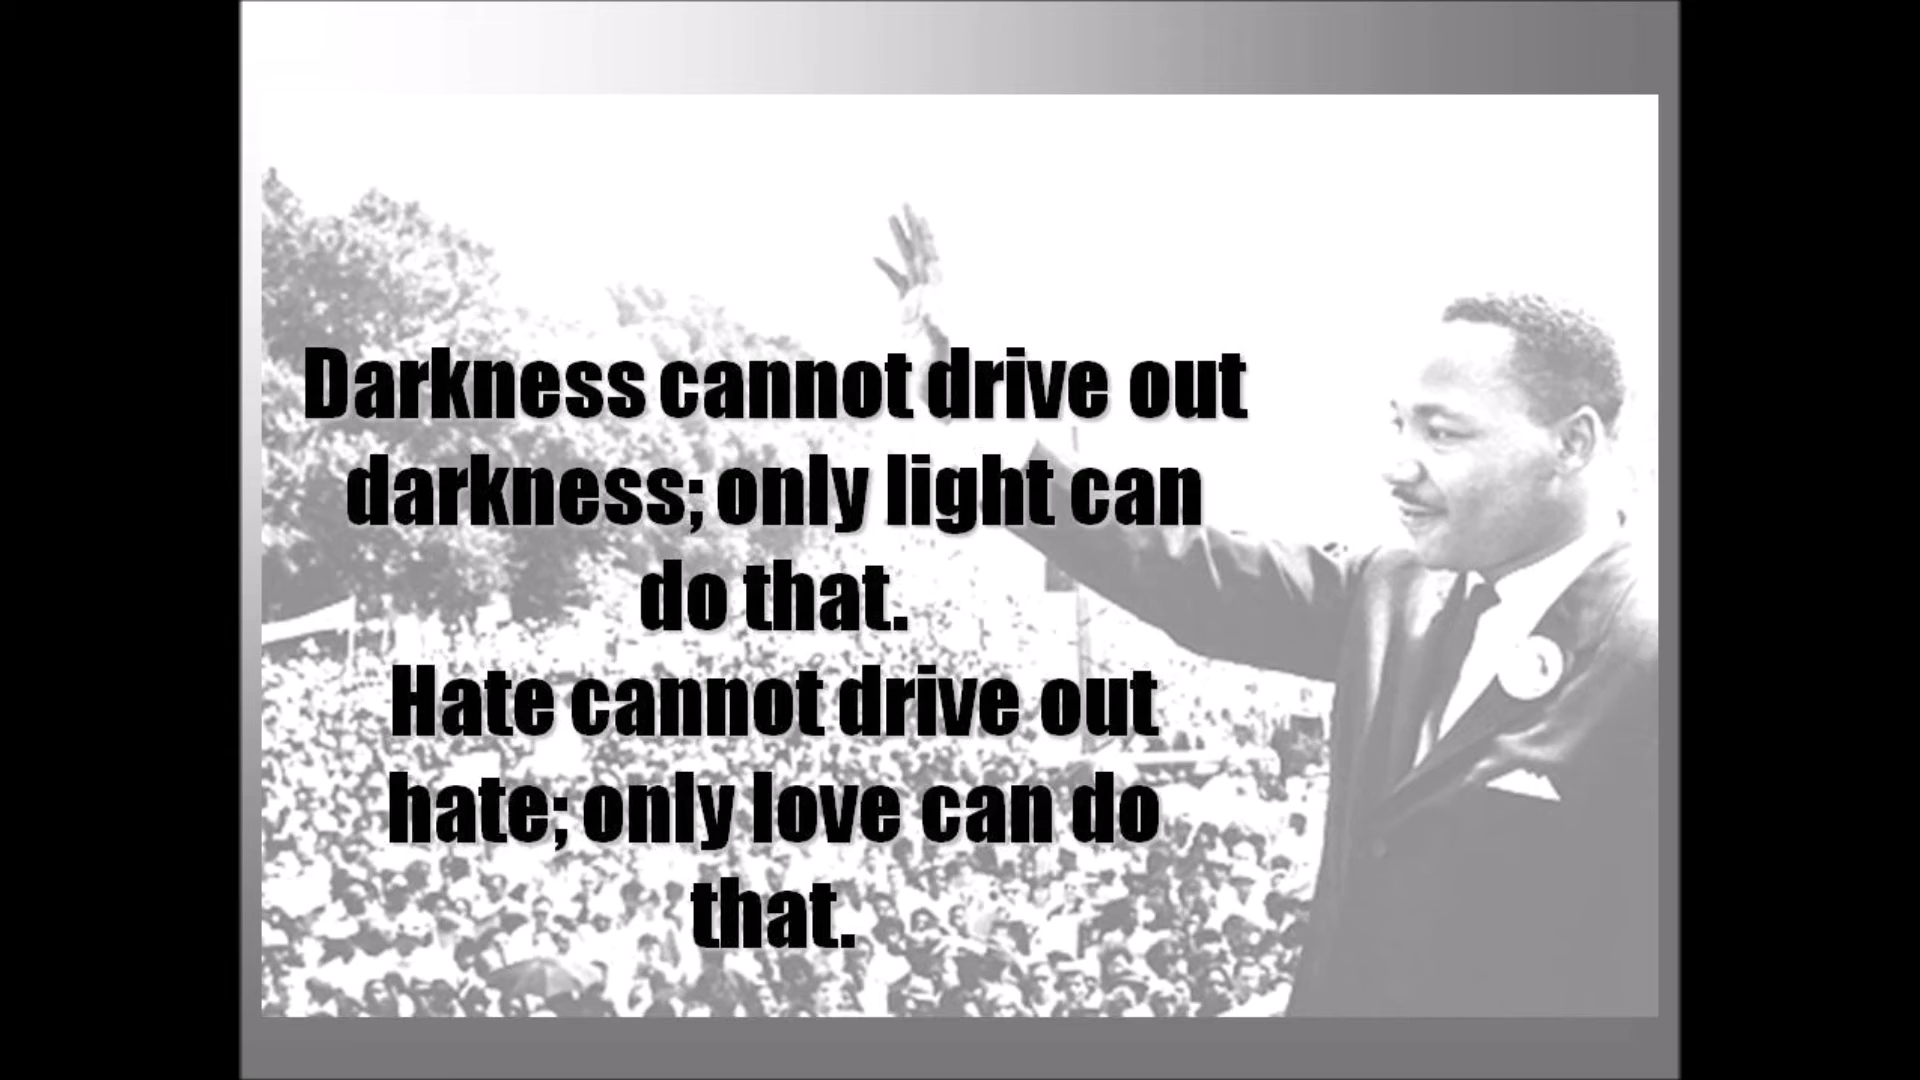 Darkness cannot drive out
darkness; only light can
do that.
Hate cannot drive out
hate; only love can do
that.